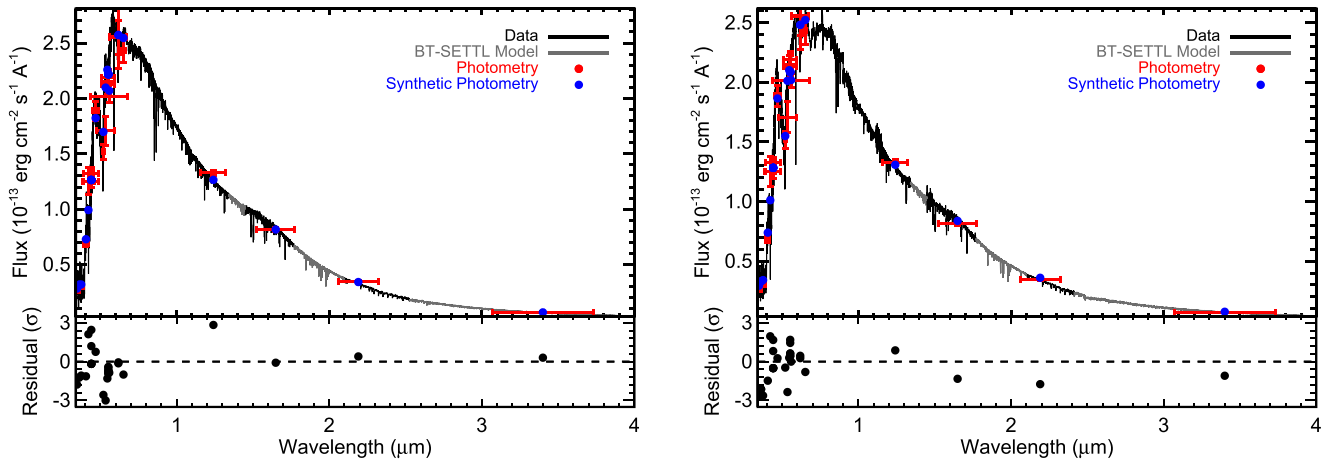 Flux (10⁻¹³ erg cm⁻² s⁻¹ A⁻¹)
2.5
2.0
1.5
1.0
0.5
Data
BT-SETTL Model
Photometry
Synthetic Photometry
Residual (σ)
3
0
-3
1 2 3 4
Wavelength (μm)
Flux (10⁻¹³ erg cm⁻² s⁻¹ A⁻¹)
2.5
2.0
1.5
1.0
0.5
Data
BT-SETTL Model
Photometry
Synthetic Photometry
Residual (σ)
3
0
-3
1 2 3 4
Wavelength (μm)